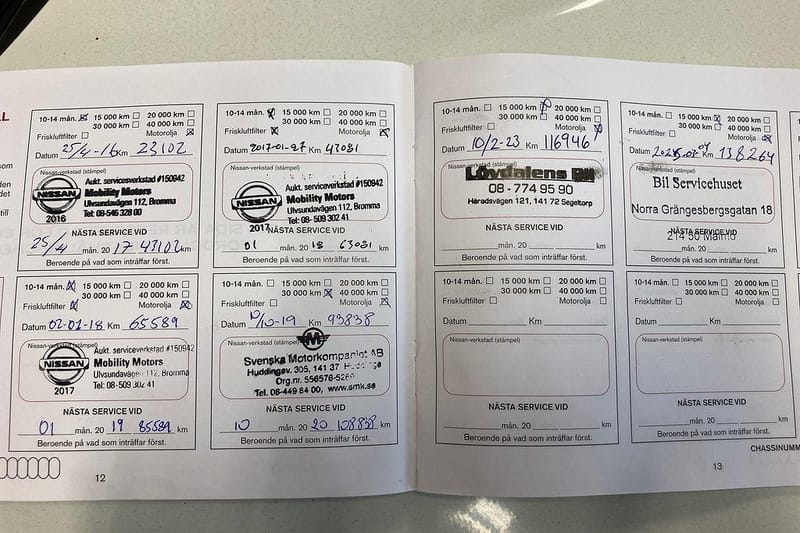 10-14 mån. 15 000 km 20 000 km
30 000 km 40 000 km
Friskluftfilter Motorolja
Datum 25/4-16 Km 23102
Nissan-verkstad (stämpel)
NISSAN
2016
Aukt. serviceverkstad #150942
Mobility Motors
Ulvsundavägen 112, Bromma
Tel: 08-546 328 00
NÄSTA SERVICE VID
25/4 mån. 20 17 43102 km
Beroende på vad som inträffar först.
10-14 mån. 15 000 km 20 000 km
30 000 km 40 000 km
Friskluftfilter Motorolja
Datum 2017-01-27 Km 43031
Nissan-verkstad (stämpel)
NISSAN
2017
Aukt. serviceverkstad #150942
Mobility Motors
Ulvsundavägen 112, Bromma
Tel: 08-509 302 41
NÄSTA SERVICE VID
01 mån. 20 18 63031 km
Beroende på vad som inträffar först.
10-14 mån. 15 000 km 20 000 km
30 000 km 40 000 km
Friskluftfilter Motorolja
Datum 02-01-18 Km 65589
Nissan-verkstad (stämpel)
NISSAN
2017
Aukt. serviceverkstad #150942
Mobility Motors
Ulvsundavägen 112, Bromma
Tel: 08-509 302 41
NÄSTA SERVICE VID
01 mån. 20 19 85589 km
Beroende på vad som inträffar först.
10-14 mån. 15 000 km 20 000 km
30 000 km 40 000 km
Friskluftfilter Motorolja
Datum 10/10-19 Km 93838
Nissan-verkstad (stämpel)
Svenska Motorkompaniet AB
Huddingev. 305, 141 37 Huddinge
Org.nr. 556576-
Tel. 08-449 84 00, www.smk.se
NÄSTA SERVICE VID
10 mån. 20 20 108838 km
Beroende på vad som inträffar först.
12
10-14 mån. 15 000 km 20 000 km
30 000 km 40 000 km
Friskluftfilter Motorolja
Datum 10/2-23 Km 116946
Nissan-verkstad (stämpel)
Lövdalens Bil
08 - 774 95 90
Häradsvägen 121, 141 72 Segeltorp
NÄSTA SERVICE VID
mån. 20 km
Beroende på vad som inträffar först.
10-14 mån. 15 000 km 20 000 km
30 000 km 40 000 km
Friskluftfilter Motorolja
Datum Km 138264
Nissan-verkstad (stämpel)
Bil Servicehuset
Norra Grängesbergsgatan 18
214 50 Malmö
NÄSTA SERVICE VID
mån. 20 km
Beroende på vad som inträffar först.
10-14 mån. 15 000 km 20 000 km
30 000 km 40 000 km
Friskluftfilter Motorolja
Datum Km
Nissan-verkstad (stämpel)
NÄSTA SERVICE VID
mån. 20 km
Beroende på vad som inträffar först.
10-14 mån. 15 000 km 20 000 km
30 000 km 40 000 km
Friskluftfilter Motorolja
Datum Km
Nissan-verkstad (stämpel)
NÄSTA SERVICE VID
mån. 20 km
Beroende på vad som inträffar först.
CHASSINUMM
13